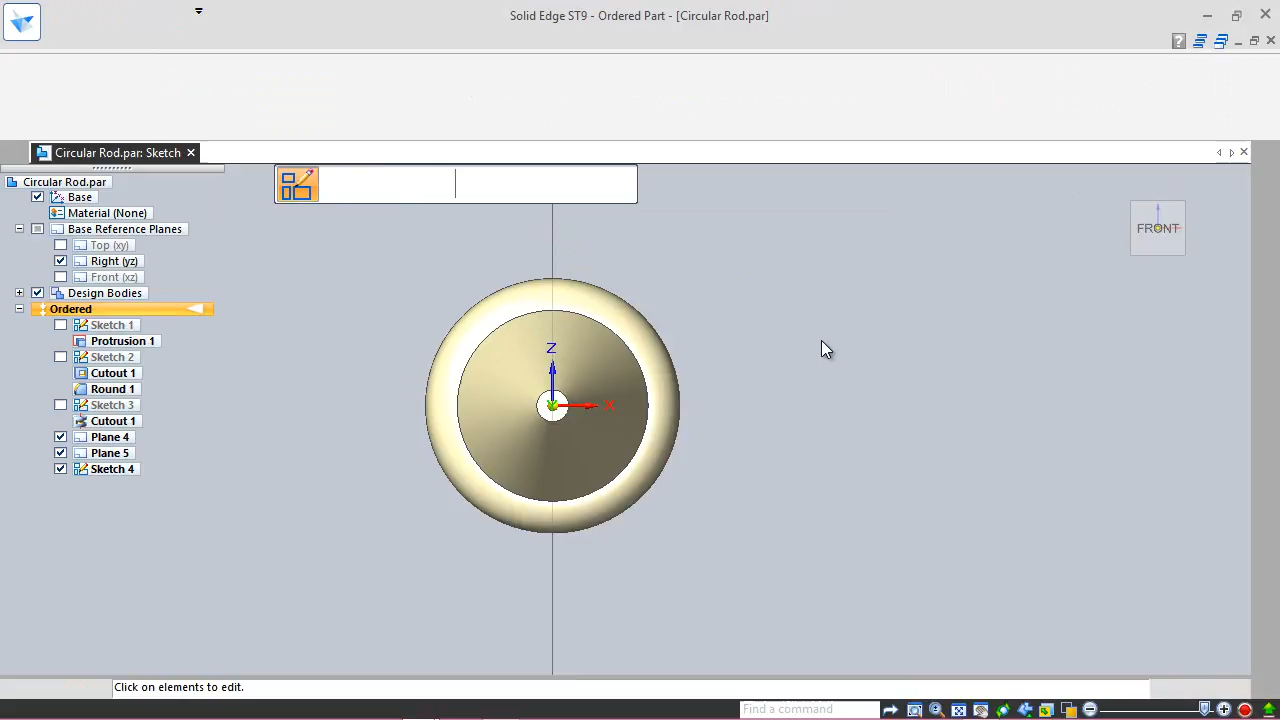 Solid Edge ST9 - Ordered Part - [Circular Rod.par]
Circular Rod.par: Sketch
Circular Rod.par
Base
Material (None)
Base Reference Planes
Top (xy)
Right (yz)
Front (xz)
Design Bodies
Ordered
Sketch 1
Protrusion 1
Sketch 2
Cutout 1
Round 1
Sketch 3
Cutout 1
Plane 4
Plane 5
Sketch 4
FRONT
Z
X
Click on elements to edit.
Find a command